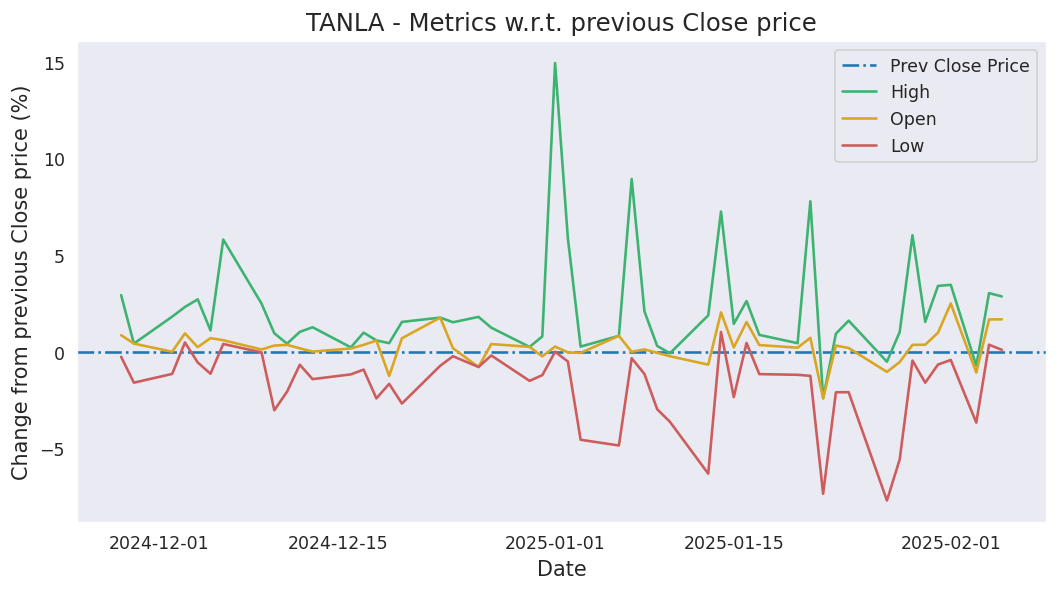 TANLA - Metrics w.r.t. previous Close price
Change from previous Close price (%)
15
10
5
0
−5
Prev Close Price
High
Open
Low
2024-12-01
2024-12-15
2025-01-01
2025-01-15
2025-02-01
Date